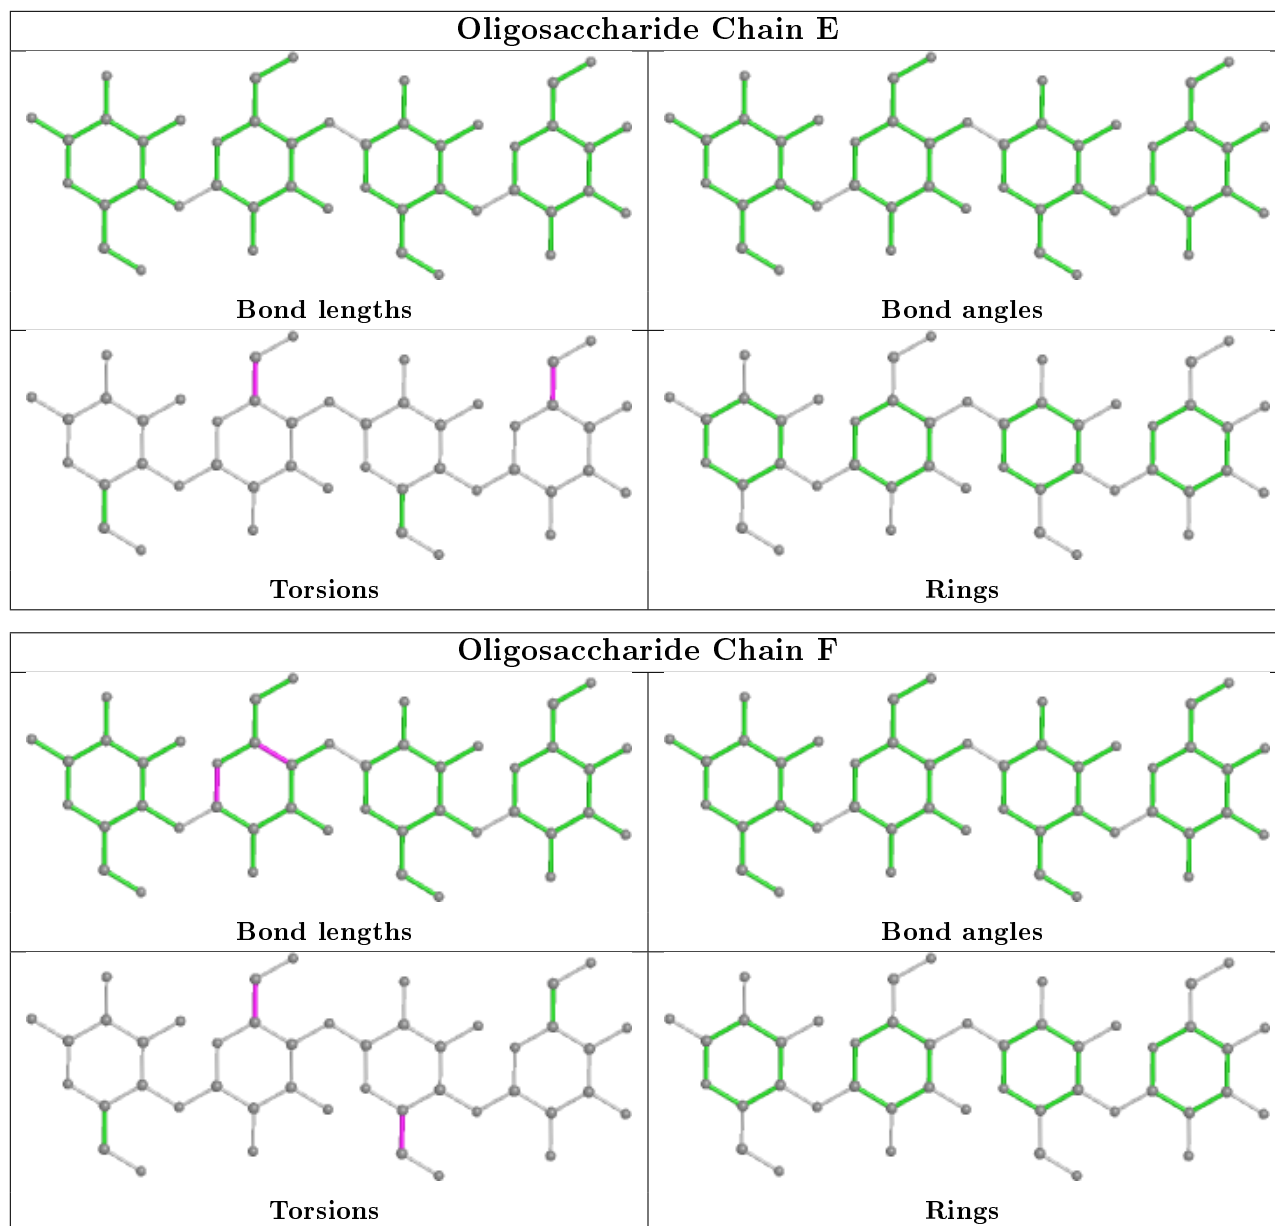 Oligosaccharide Chain E
Bond lengths
Bond angles
Torsions
Rings
Oligosaccharide Chain F
Bond lengths
Bond angles
Torsions
Rings